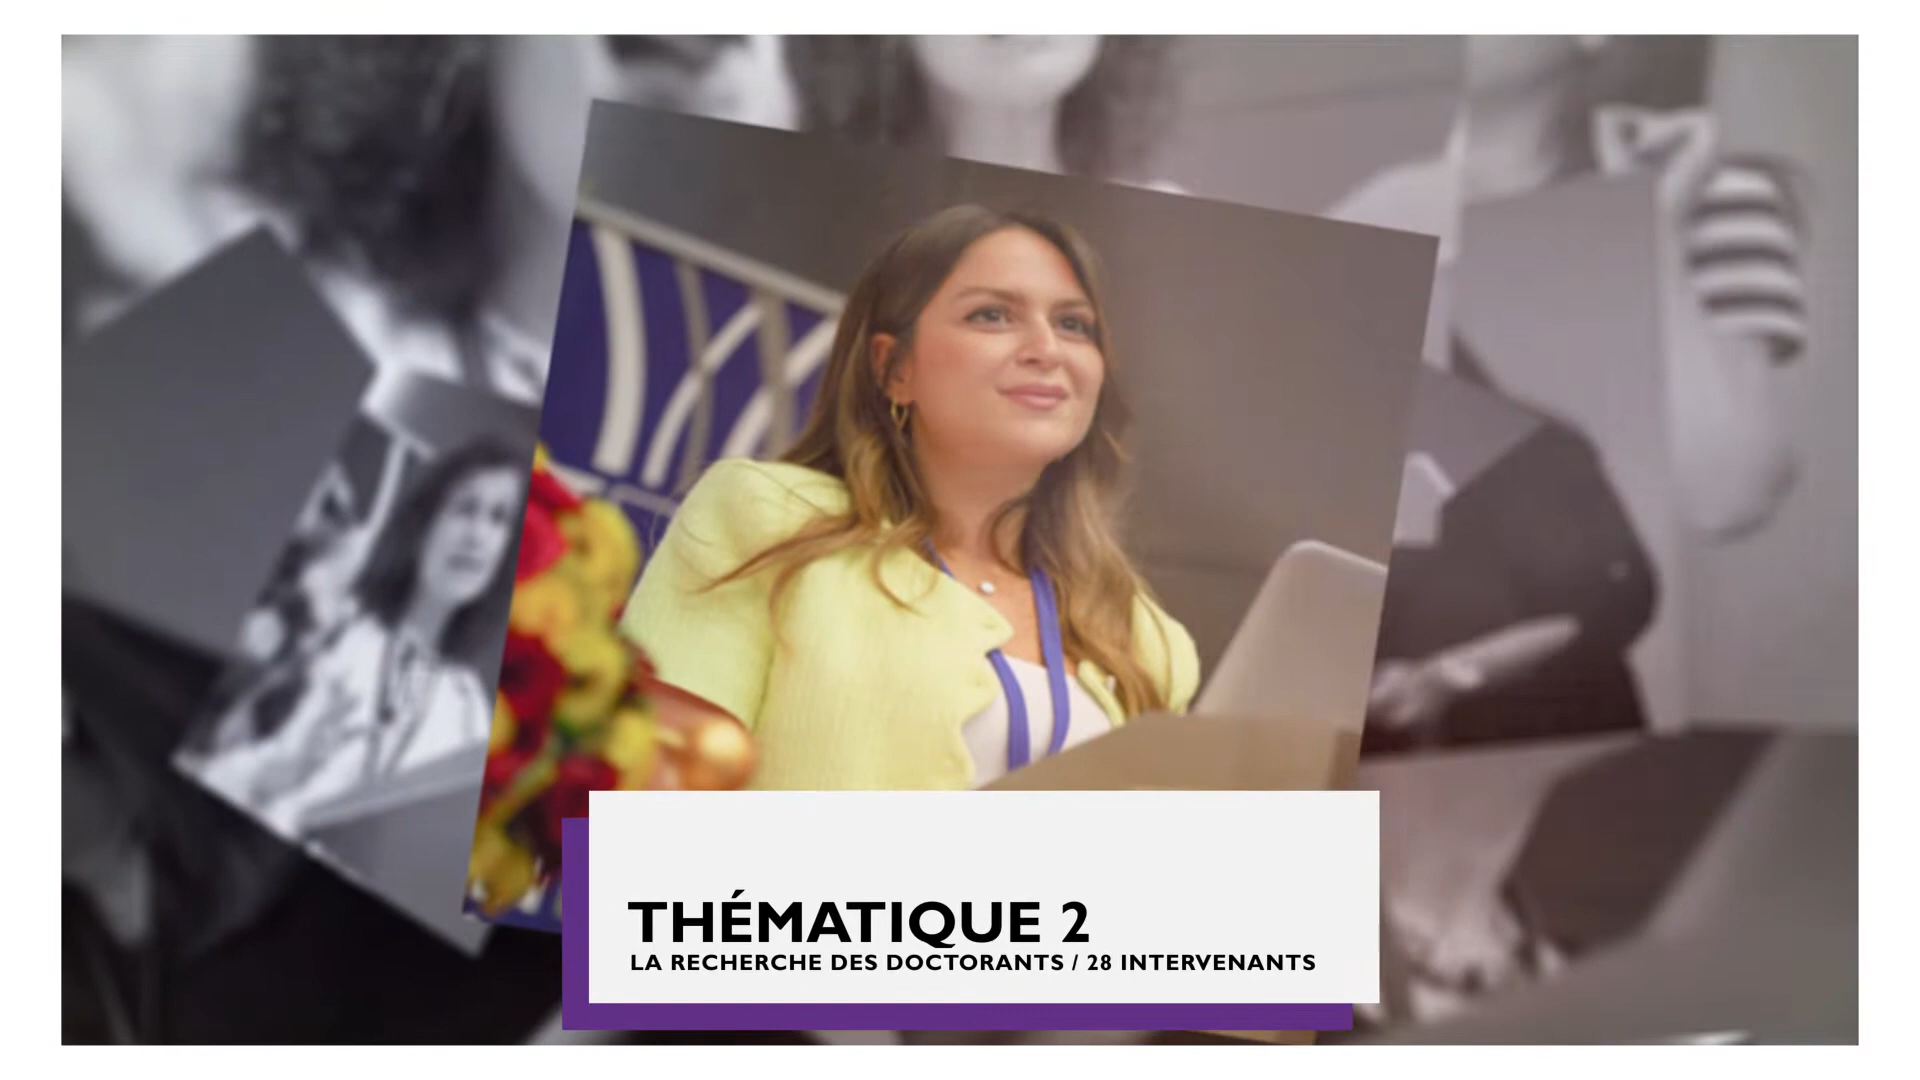 THÉMATIQUE 2
LA RECHERCHE DES DOCTORANTS / 28 INTERVENANTS